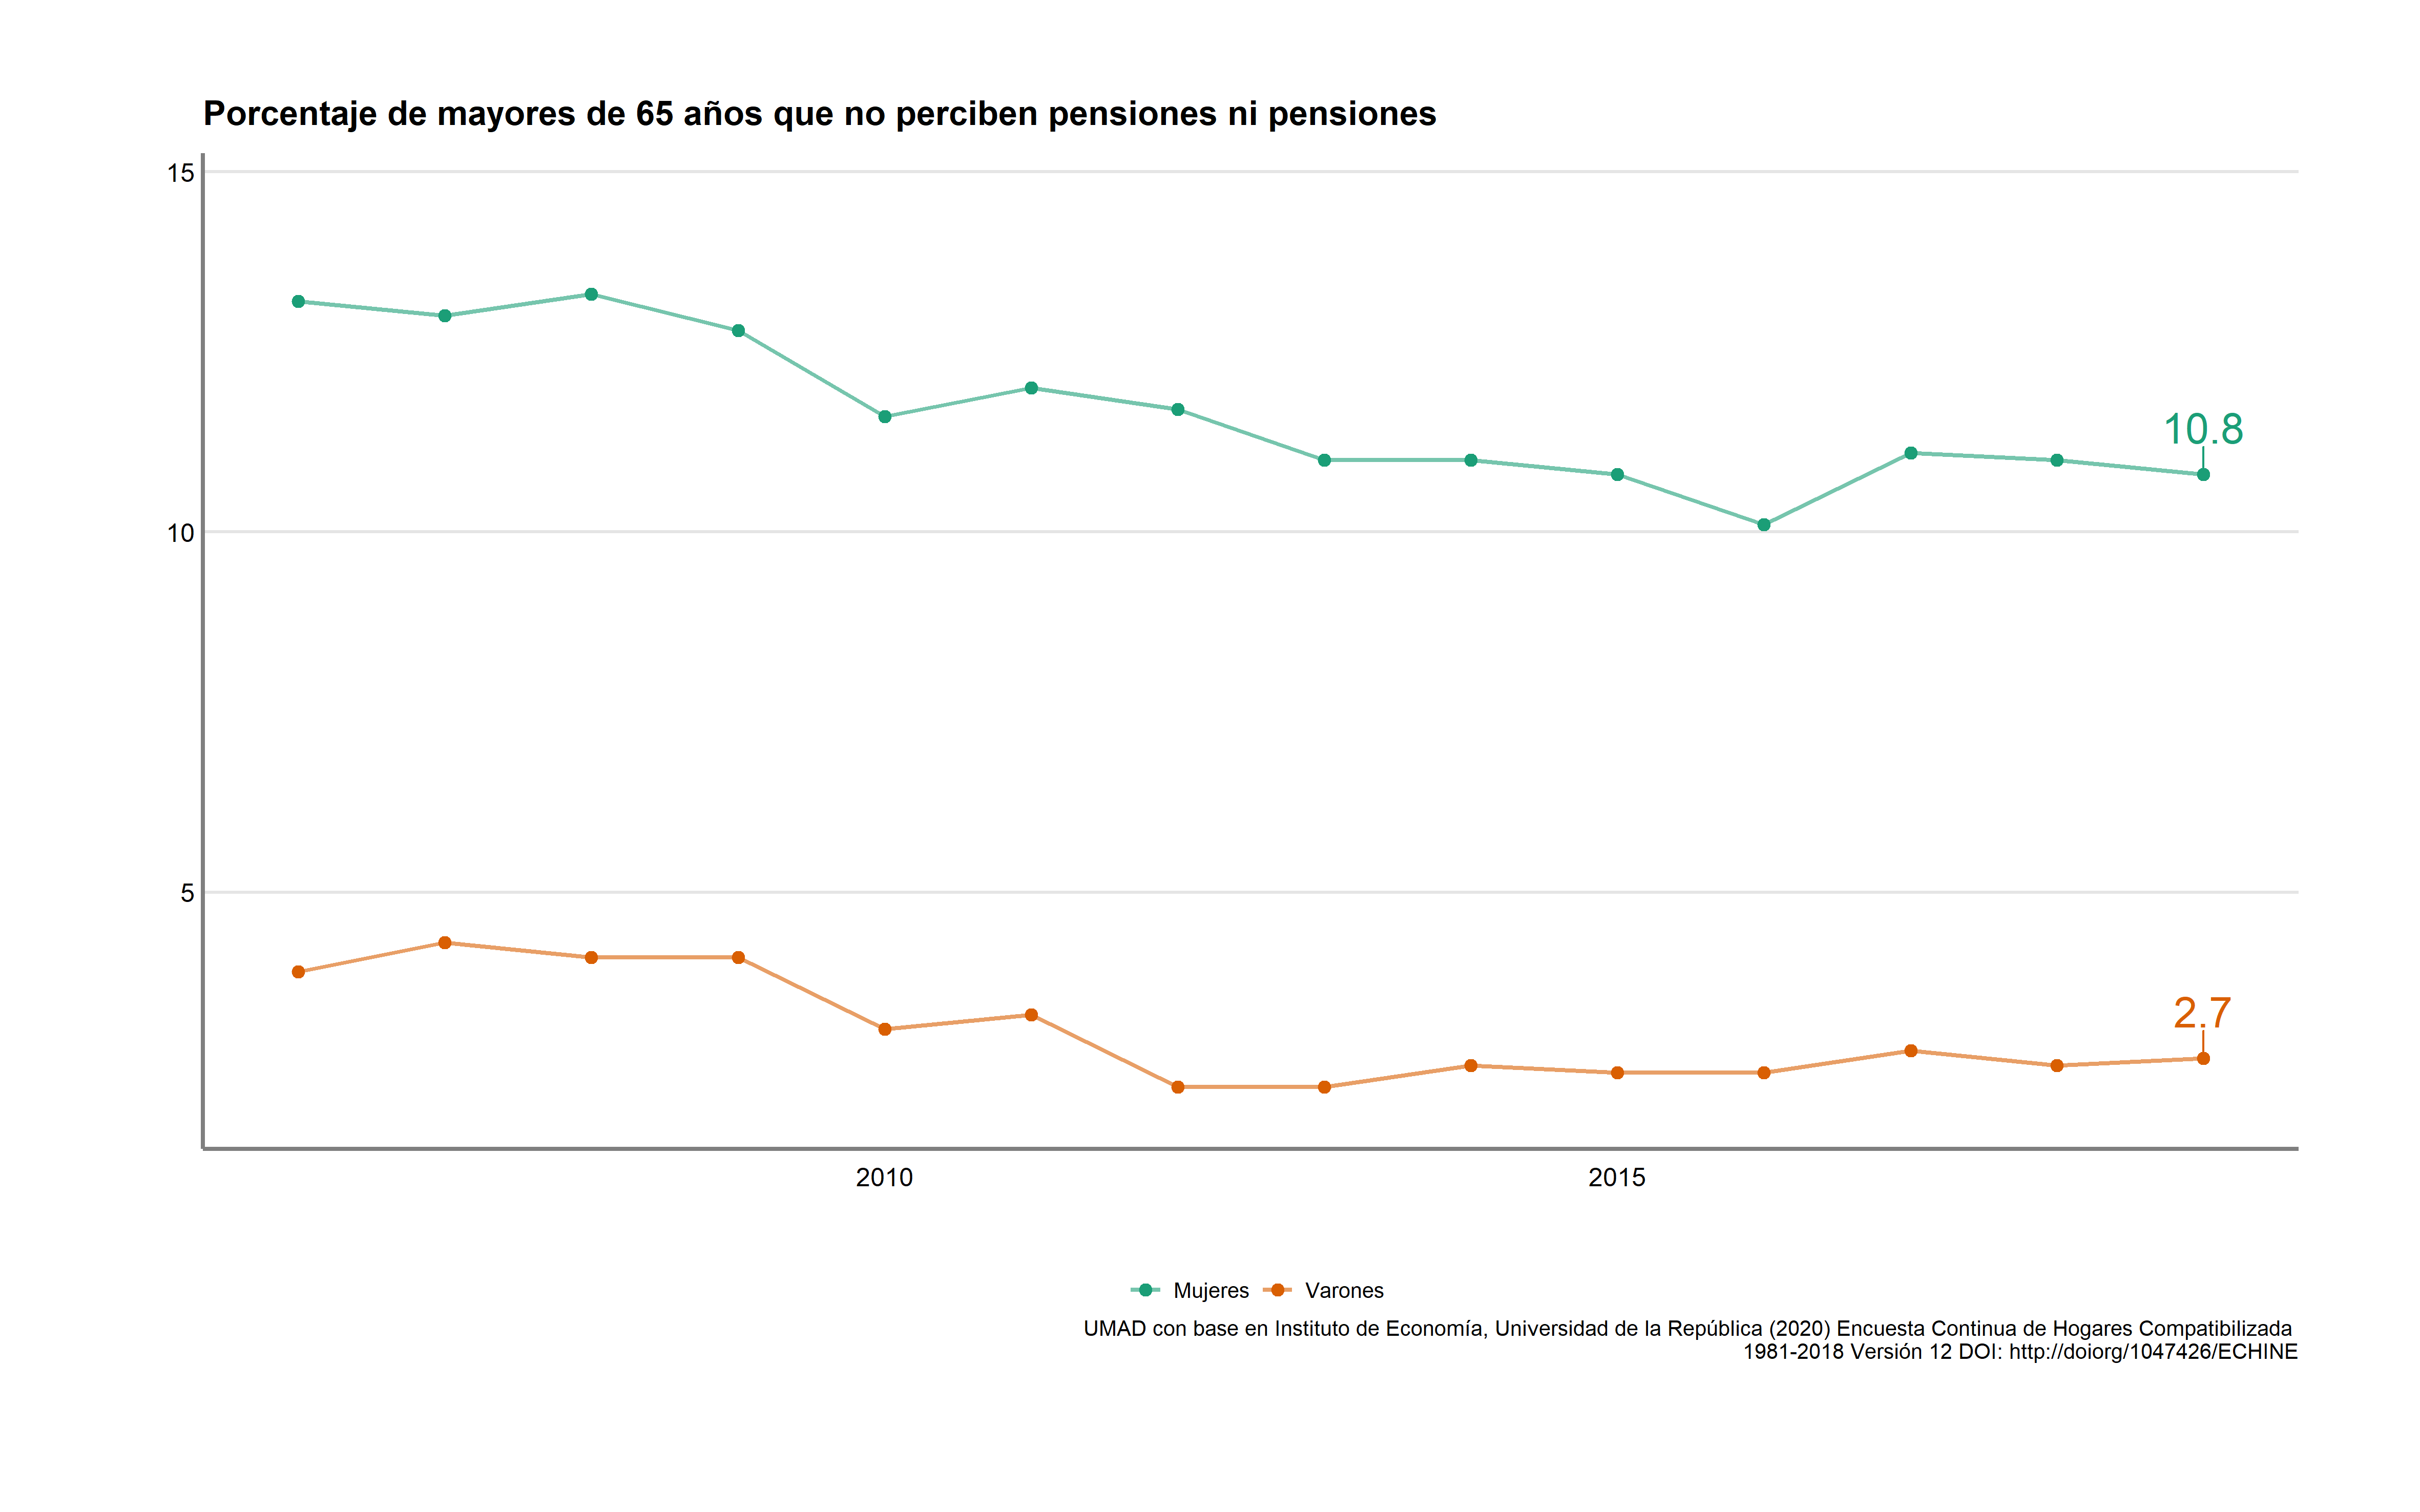 Porcentaje de mayores de 65 años que no perciben pensiones ni pensiones
15
10
5
10.8
2.7
2010
2015
Mujeres
Varones
UMAD con base en Instituto de Economía, Universidad de la República (2020) Encuesta Continua de Hogares Compatibilizada
1981-2018 Versión 12 DOI: http://doiorg/1047426/ECHINE